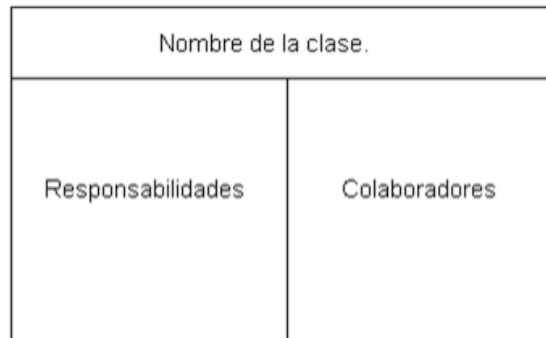 Nombre de la clase.
Responsabilidades
Colaboradores